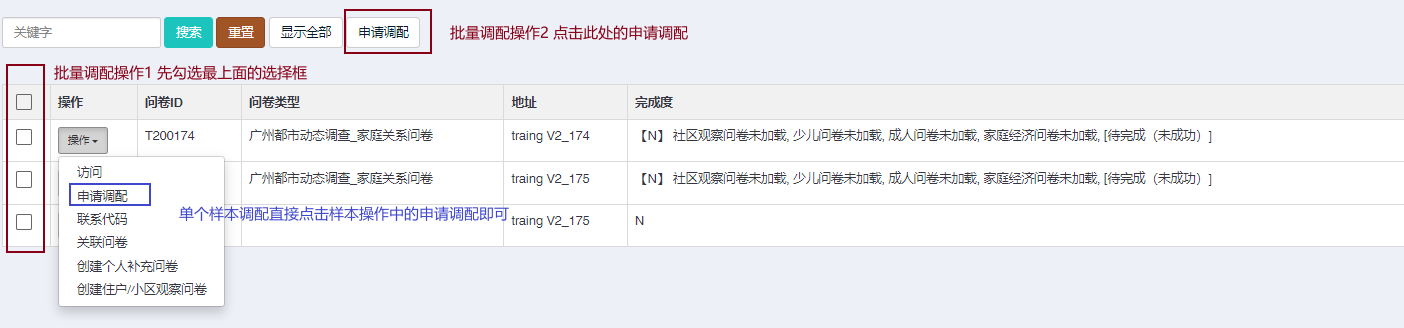 关键字 搜索 重置 显示全部 申请调配 批量调配操作2 点击此处的申请调配
批量调配操作1 先勾选最上面的选择框
操作 问卷ID 问卷类型 地址 完成度
操作 T200174 广州都市动态调查_家庭关系问卷 traing V2_174 【N】 社区观察问卷未加载, 少儿问卷未加载, 成人问卷未加载, 家庭经济问卷未加载, [待完成（未成功）]
访问
广州都市动态调查_家庭关系问卷 traing V2_175 【N】 社区观察问卷未加载, 少儿问卷未加载, 成人问卷未加载, 家庭经济问卷未加载, [待完成（未成功）]
申请调配
单个样本调配直接点击样本操作中的申请调配即可
联系代码
traing V2_175 N
关联问卷
创建个人补充问卷
创建住户/小区观察问卷